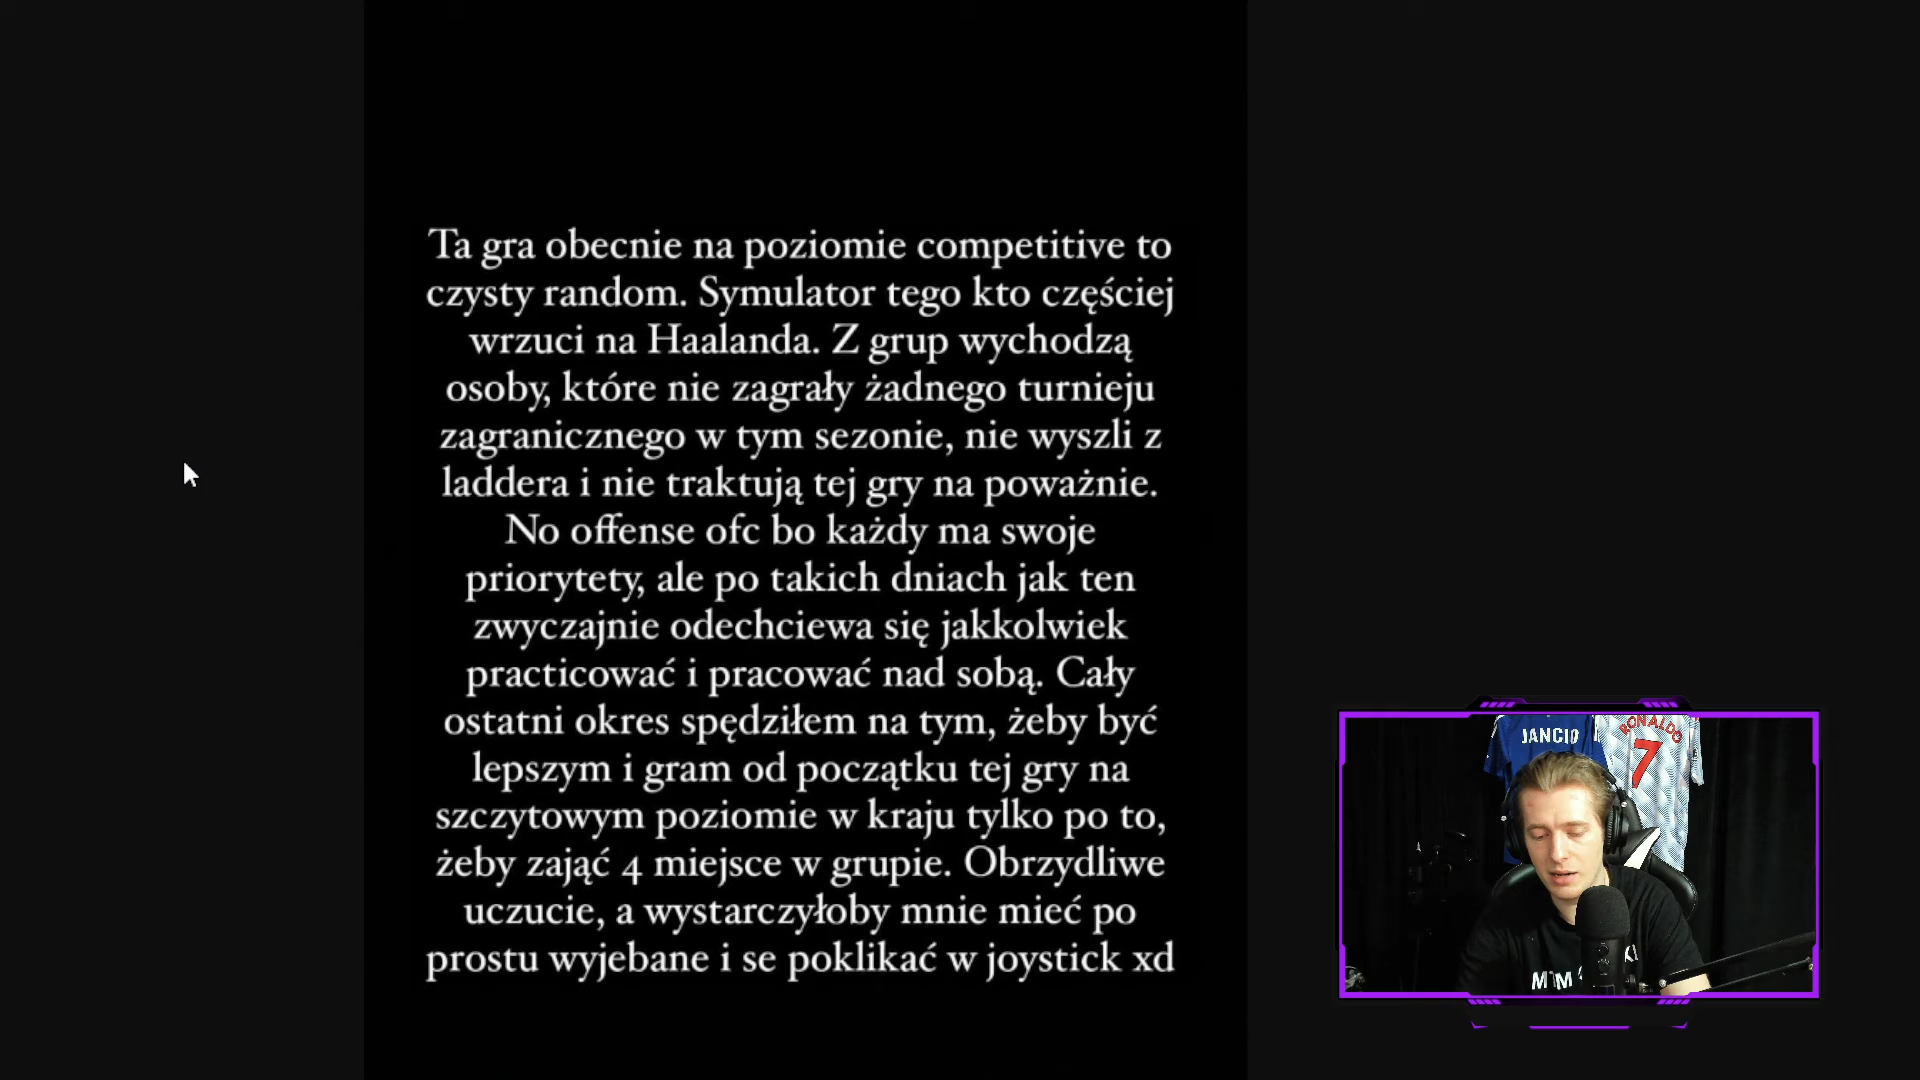 Ta gra obecnie na poziomie competitive to
czysty random. Symulator tego kto częściej
wrzuci na Haalanda. Z grup wychodzą
osoby, które nie zagrały żadnego turnieju
zagranicznego w tym sezonie, nie wyszli z
laddera i nie traktują tej gry na poważnie.
No offense ofc bo każdy ma swoje
priorytety, ale po takich dniach jak ten
zwyczajnie odechciewa się jakkolwiek
practicować i pracować nad sobą. Cały
ostatni okres spędziłem na tym, żeby być
lepszym i gram od początku tej gry na
szczytowym poziomie w kraju tylko po to,
żeby zająć 4 miejsce w grupie. Obrzydliwe
uczucie, a wystarczyłoby mnie mieć po
prostu wyjebane i se poklikać w joystick xd
JANCIO
RONALDO
7